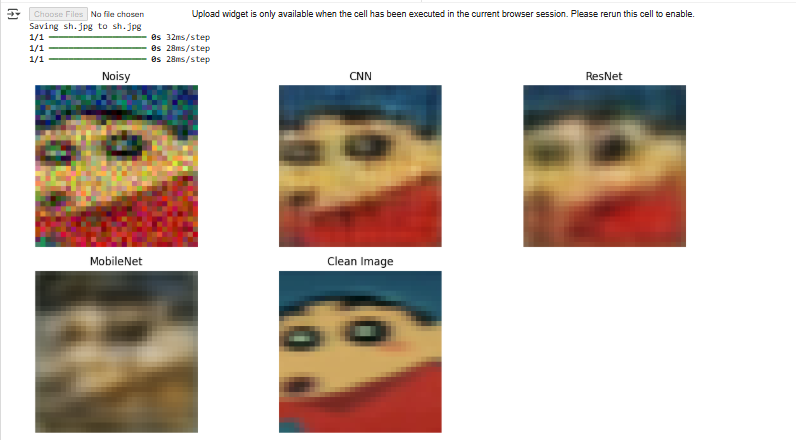 Choose Files No file chosen Upload widget is only available when the cell has been executed in the current browser session. Please rerun this cell to enable.
Saving sh.jpg to sh.jpg
1/1 ━━━━━━━━━━━━━━━━━━━━ 0s 32ms/step
1/1 ━━━━━━━━━━━━━━━━━━━━ 0s 28ms/step
1/1 ━━━━━━━━━━━━━━━━━━━━ 0s 28ms/step
Noisy CNN ResNet
MobileNet Clean Image